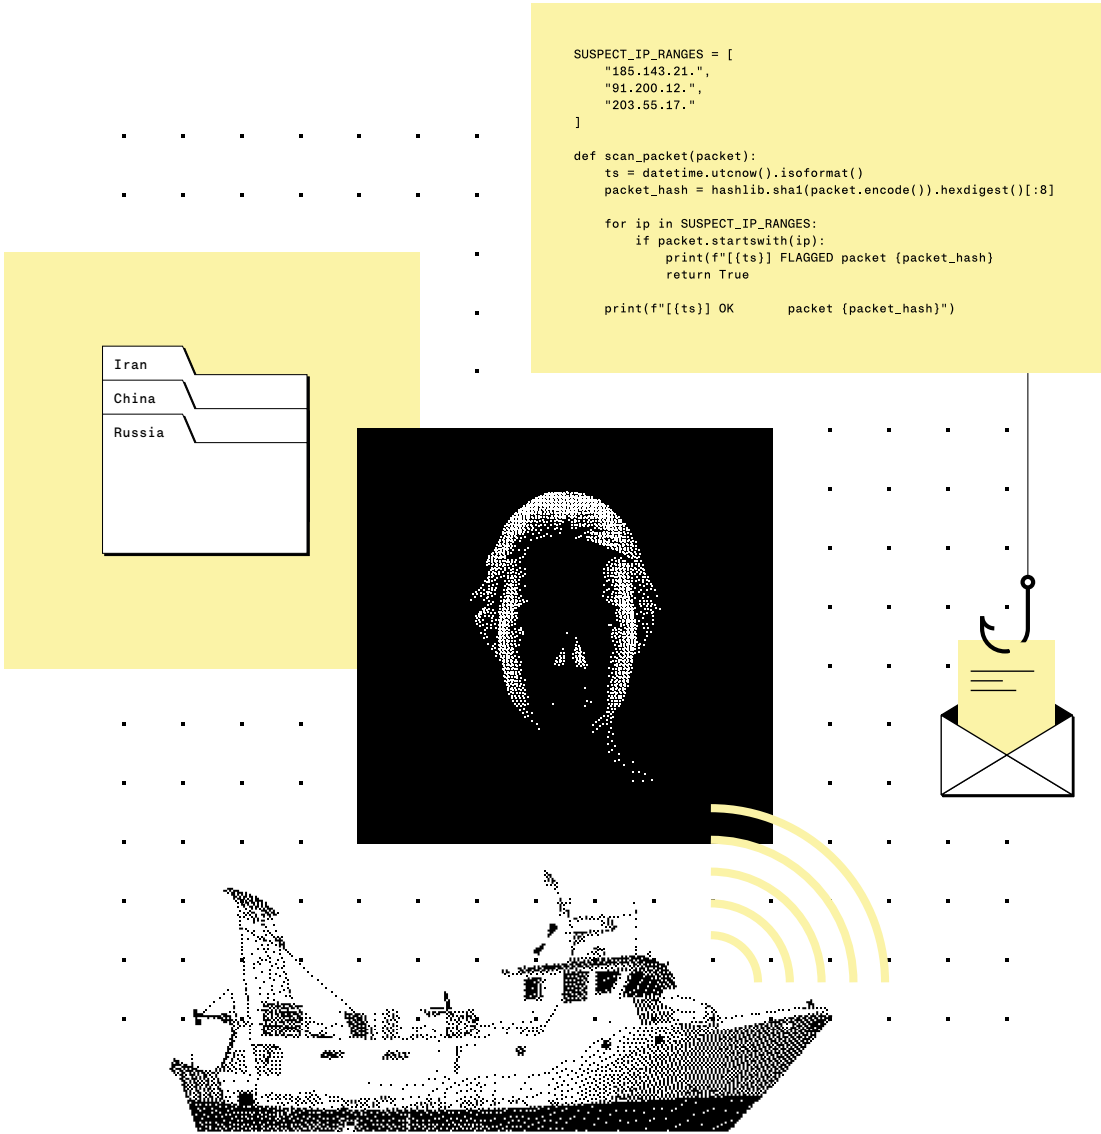 SUSPECT_IP_RANGES = [
    "185.143.21.",
    "91.200.12.",
    "203.55.17."
]
def scan_packet(packet):
    ts = datetime.utcnow().isoformat()
    packet_hash = hashlib.sha1(packet.encode()).hexdigest()[:8]
    for ip in SUSPECT_IP_RANGES:
        if packet.startswith(ip):
            print(f"[{ts}] FLAGGED packet {packet_hash}
            return True
    print(f"[{ts}] OK       packet {packet_hash}")
Iran
China
Russia